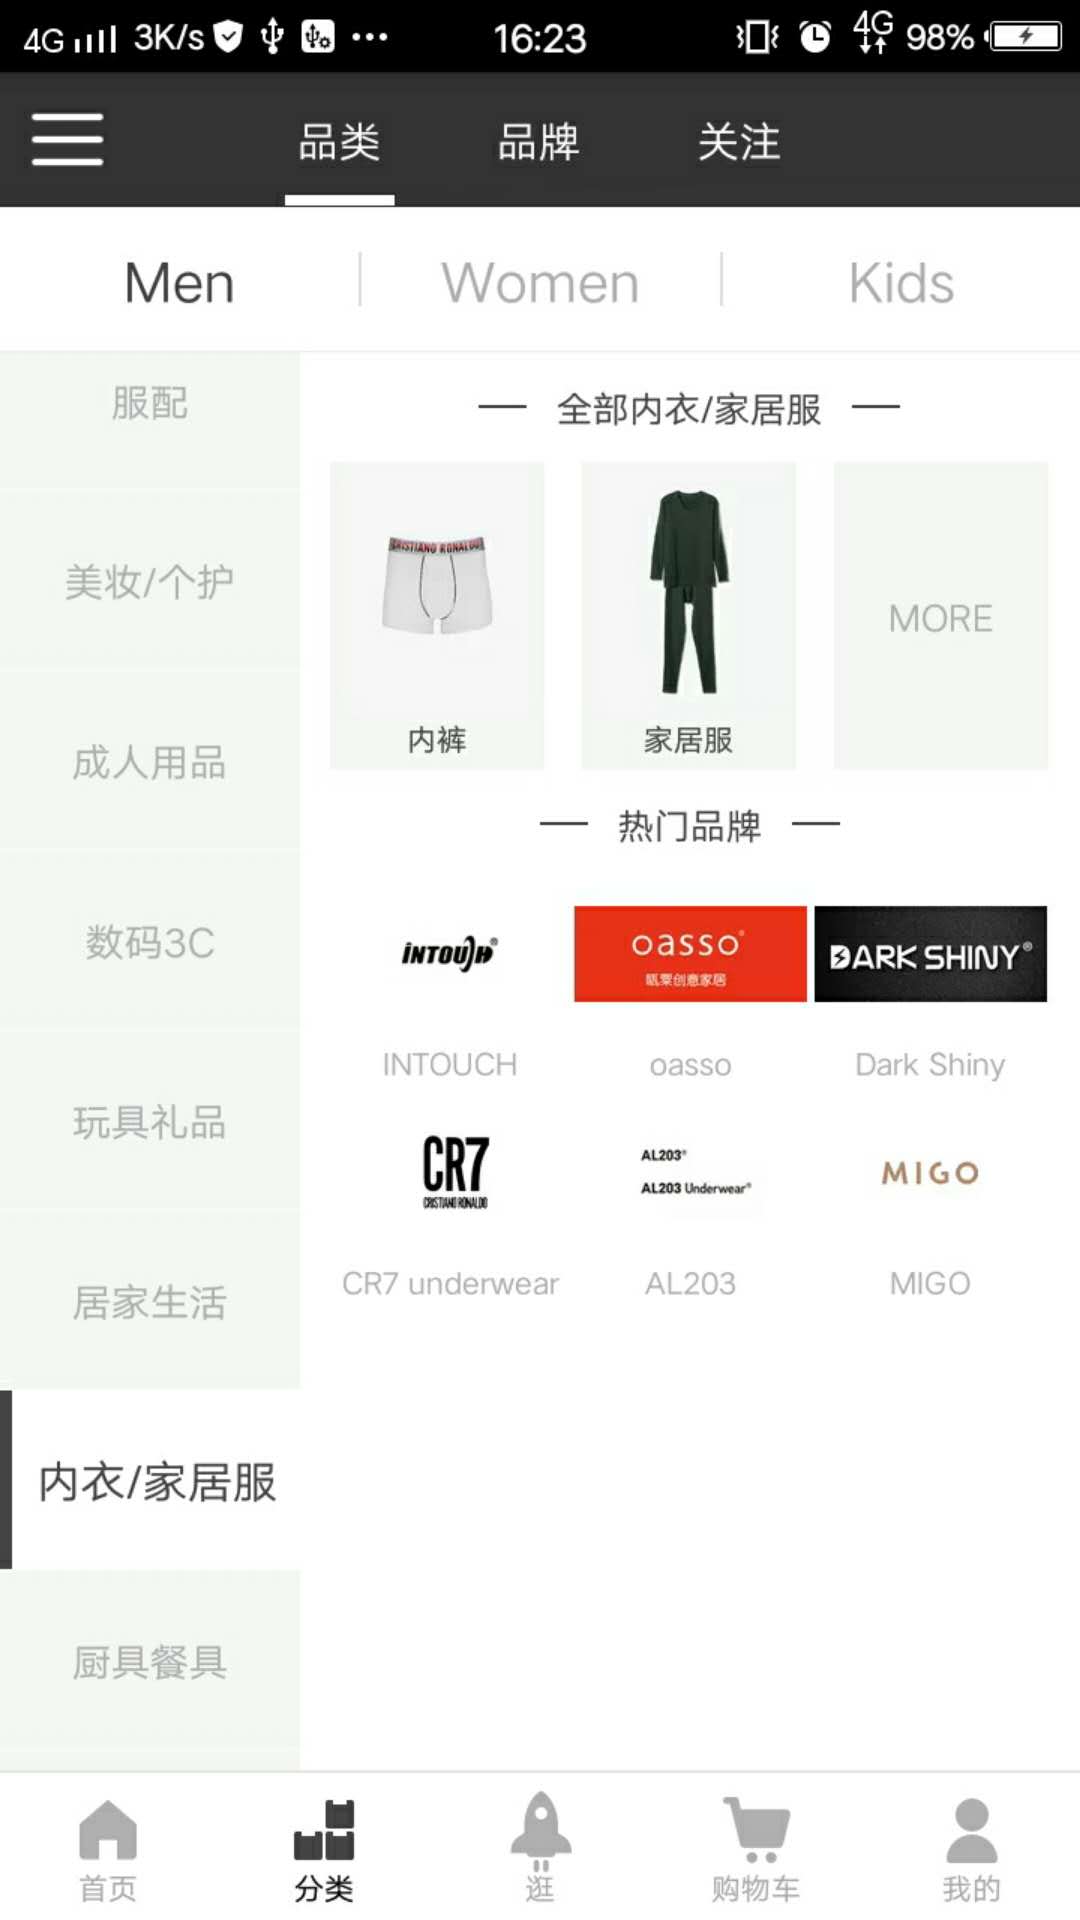 4G 3K/s 16:23 4G 98%
品类 品牌 关注
Men Women Kids
服配
美妆/个护
成人用品
数码3C
玩具礼品
居家生活
内衣/家居服
厨具餐具
全部内衣/家居服
CRISTIANO RONALDO
内裤 家居服 MORE
热门品牌
INTOUCH® oasso® DARK SHINY®
瓯粟创意家居
INTOUCH oasso Dark Shiny
CR7
CRISTIANO RONALDO
AL203®
AL203 Underwear®
MIGO
CR7 underwear AL203 MIGO
首页 分类 逛 购物车 我的